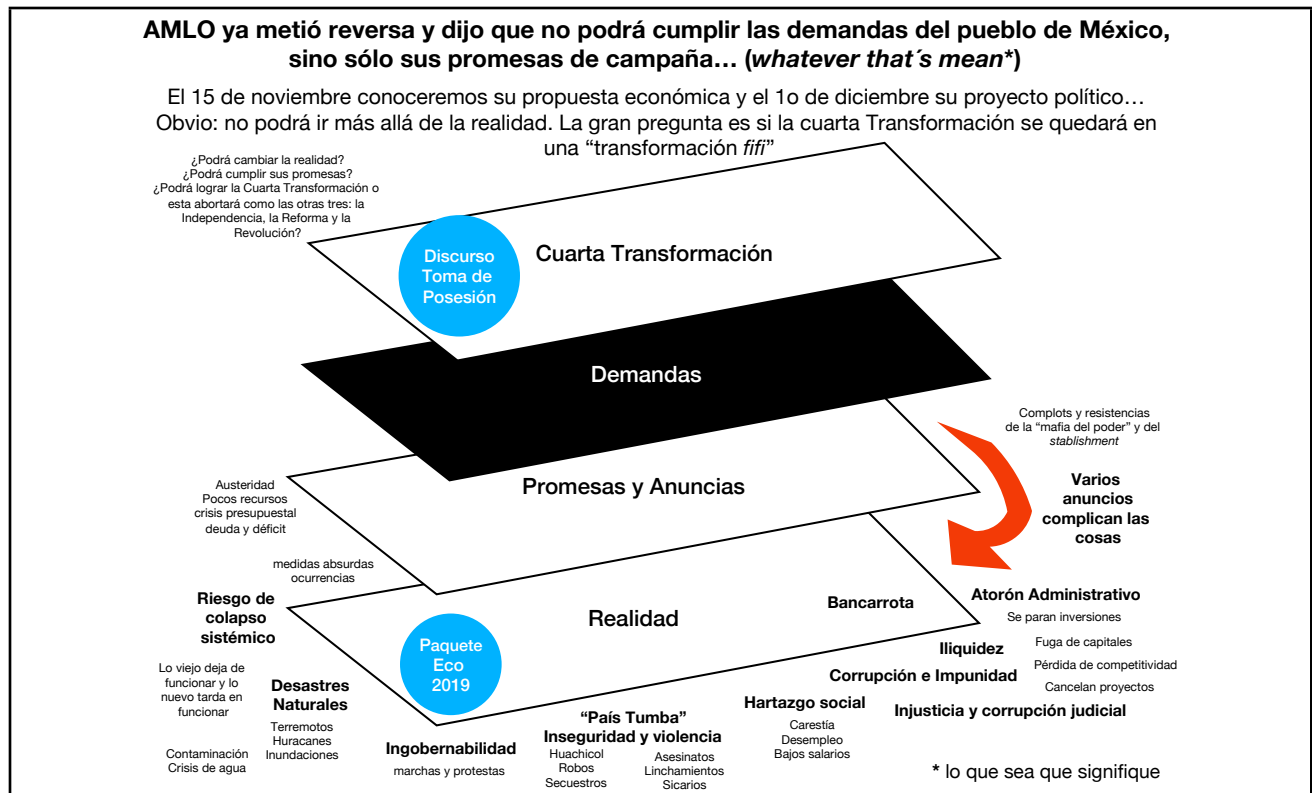 AMLO ya metió reversa y dijo que no podrá cumplir las demandas del pueblo de México,
sino sólo sus promesas de campaña… (whatever that´s mean*)
El 15 de noviembre conoceremos su propuesta económica y el 1o de diciembre su proyecto político…
Obvio: no podrá ir más allá de la realidad. La gran pregunta es si la cuarta Transformación se quedará en
una “transformación fifi”
¿Podrá cambiar la realidad?
¿Podrá cumplir sus promesas?
¿Podrá lograr la Cuarta Transformación o
esta abortará como las otras tres: la
Independencia, la Reforma y la
Revolución?
Discurso
Toma de
Posesión
Cuarta Transformación
Demandas
Complots y resistencias
de la “mafia del poder” y del
stablishment
Varios
anuncios
complican las
cosas
Promesas y Anuncias
Austeridad
Pocos recursos
crisis presupuestal
deuda y déficit
medidas absurdas
ocurrencias
Riesgo de
colapso
sistémico
Lo viejo deja de
funcionar y lo
nuevo tarda en
funcionar
Contaminación
Crisis de agua
Realidad
Paquete
Eco
2019
Desastres
Naturales
Terremotos
Huracanes
Inundaciones
Ingobernabilidad
marchas y protestas
“País Tumba”
Inseguridad y violencia
Huachicol
Robos
Secuestros
Asesinatos
Linchamientos
Sicarios
Hartazgo social
Carestía
Desempleo
Bajos salarios
Bancarrota
Atorón Administrativo
Se paran inversiones
Iliquidez
Fuga de capitales
Corrupción e Impunidad
Pérdida de competitividad
Cancelan proyectos
Injusticia y corrupción judicial
* lo que sea que signifique